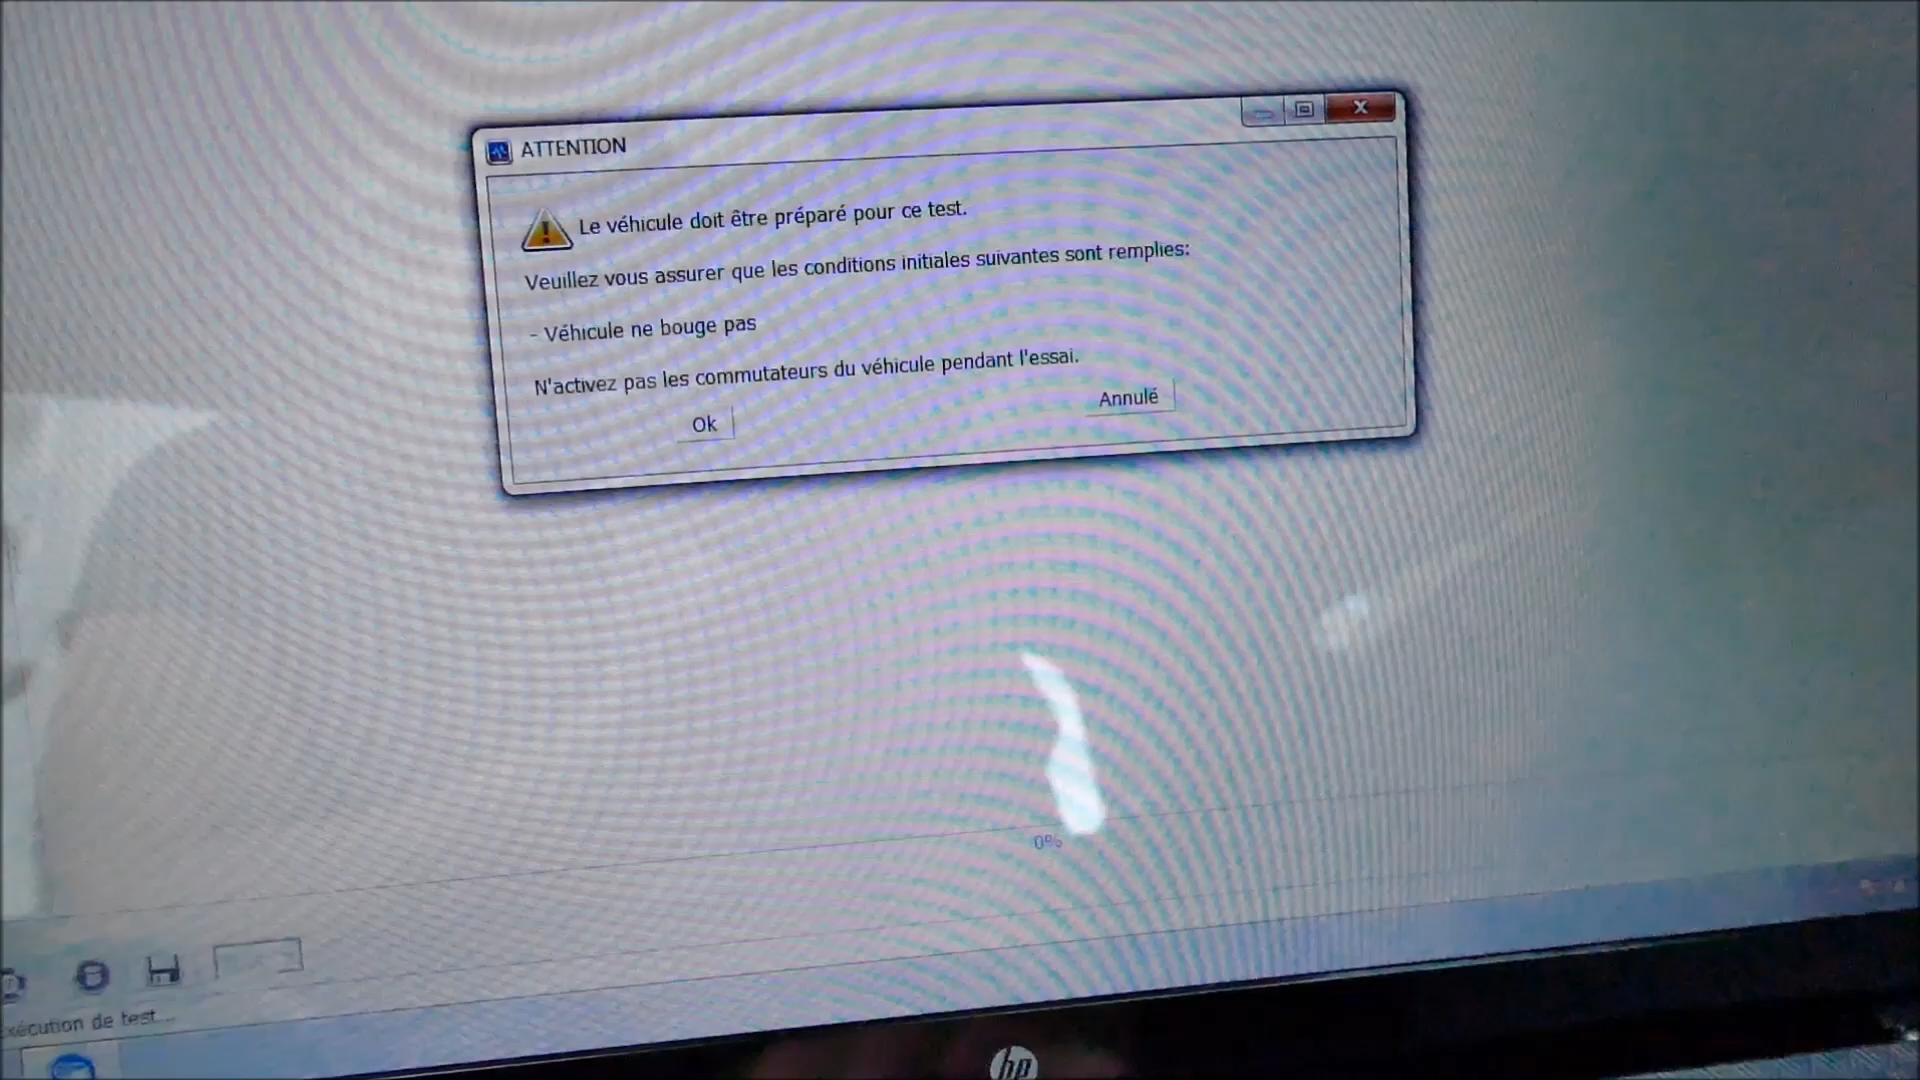 ATTENTION
Le véhicule doit être préparé pour ce test.
Veuillez vous assurer que les conditions initiales suivantes sont remplies:
- Véhicule ne bouge pas
N'activez pas les commutateurs du véhicule pendant l'essai.
Ok
Annulé
0%
xécution de test...
hp